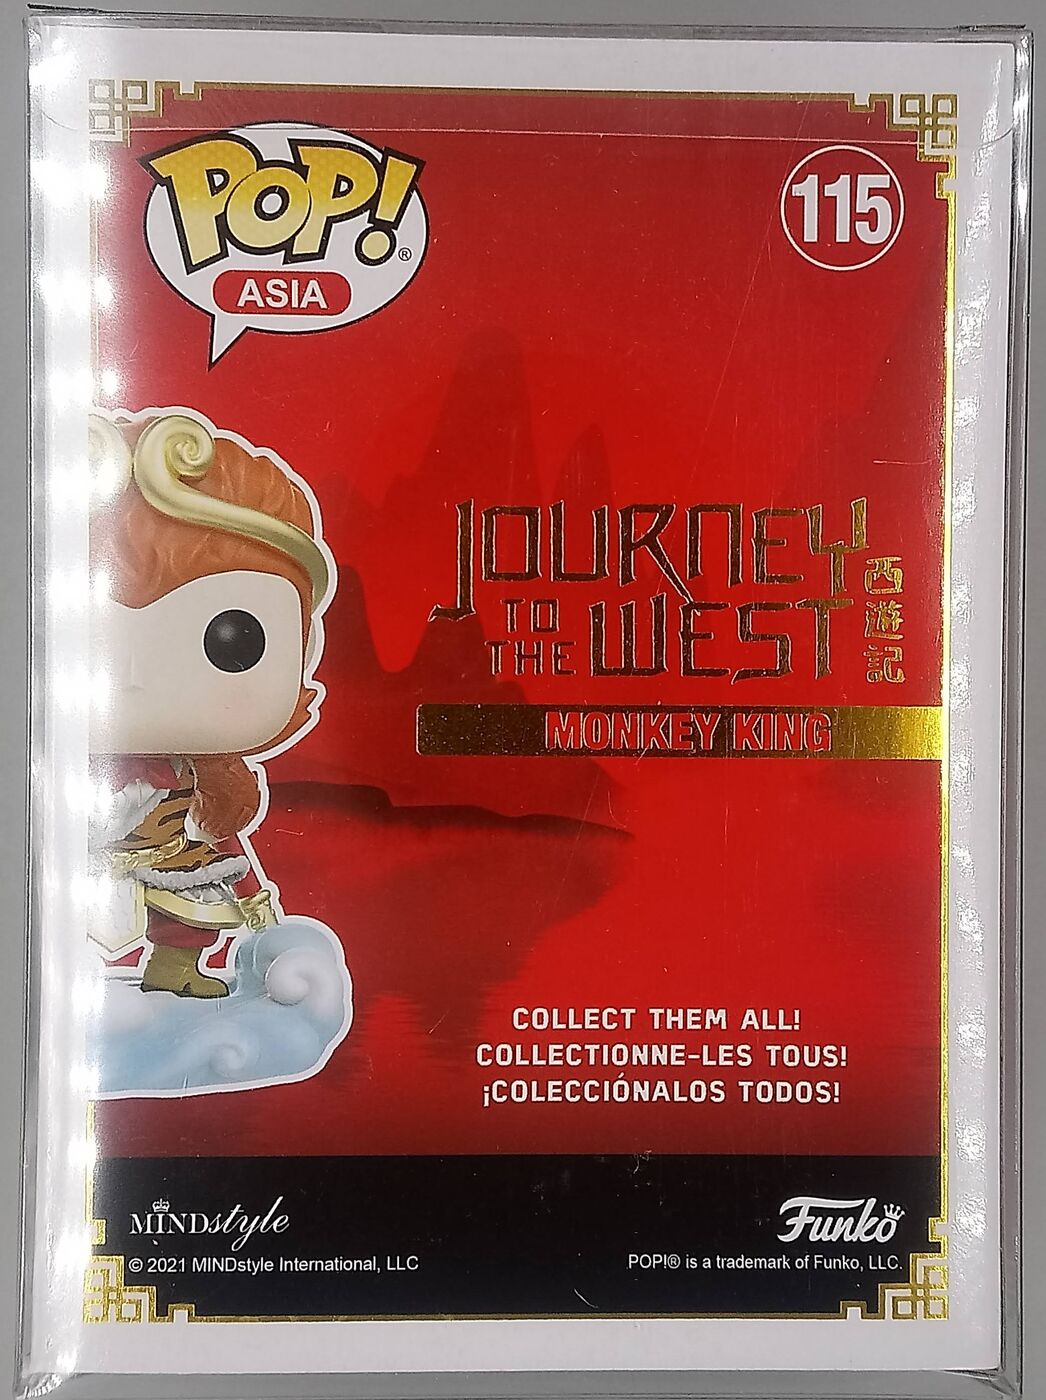 POP!®
ASIA
115
JOURNEY
TO THE WEST
西遊記
MONKEY KING
COLLECT THEM ALL!
COLLECTIONNE-LES TOUS!
¡COLECCIÓNALOS TODOS!
MINDstyle
© 2021 MINDstyle International, LLC
Funko
POP!® is a trademark of Funko, LLC.